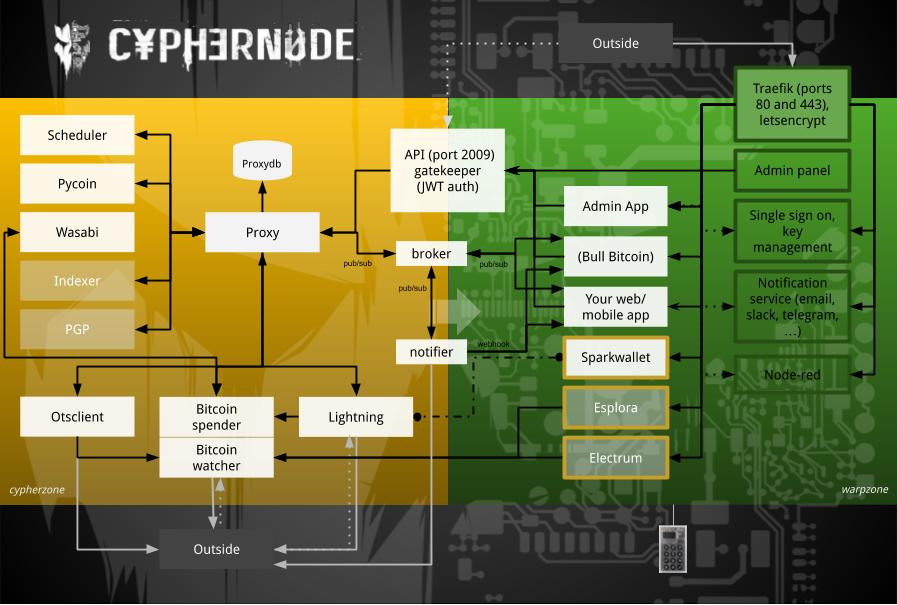 C¥PHERNODE
Outside
Traefik (ports
80 and 443),
letsencrypt
Scheduler
Proxydb
API (port 2009)
gatekeeper
(JWT auth)
Admin panel
Pycoin
Admin App
Single sign on,
key
management
Wasabi
Proxy
broker
(Bull Bitcoin)
pub/sub
pub/sub
pub/sub
Indexer
Your web/
mobile app
Notification
service (email,
slack, telegram,
...)
PGP
notifier
webhook
Sparkwallet
Node-red
Otsclient
Bitcoin
spender
Lightning
Esplora
Bitcoin
watcher
Electrum
cypherzone
warpzone
Outside